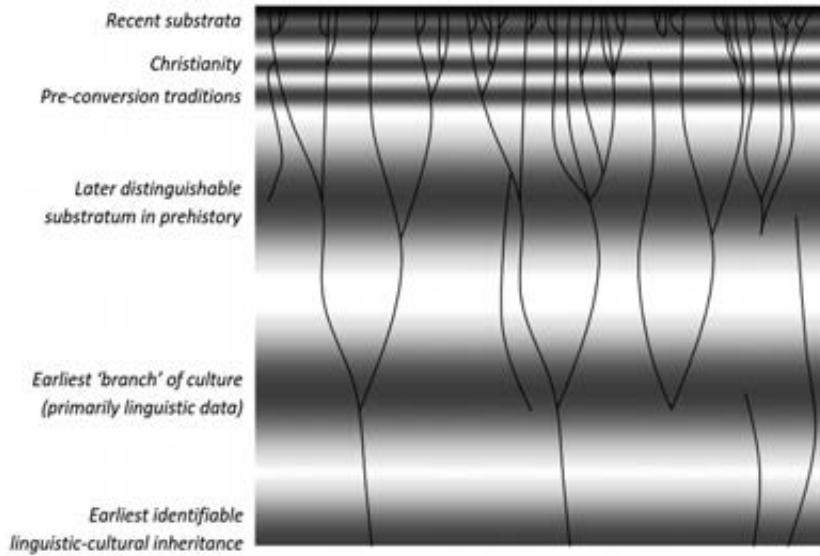 Recent substrata
Christianity
Pre-conversion traditions
Later distinguishable
substratum in prehistory
Earliest ‘branch’ of culture
(primarily linguistic data)
Earliest identifiable
linguistic-cultural inheritance